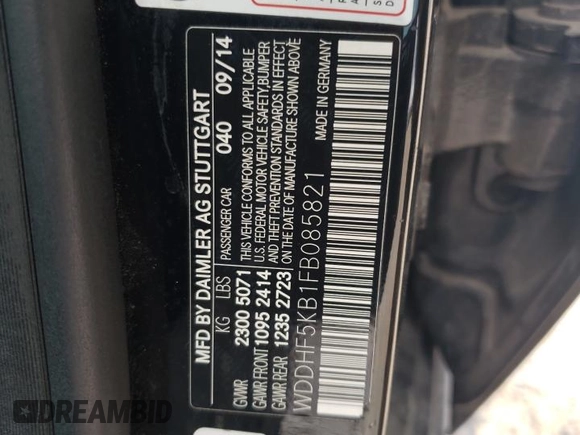 MFD BY DAIMLER AG STUTTGART
KG LBS PASSENGER CAR 040 09/14
GVWR 2300 5071 THIS VEHICLE CONFORMS TO ALL APPLICABLE
GAWR FRONT 1095 2414 U.S. FEDERAL MOTOR VEHICLE SAFETY,BUMPER
GAWR REAR 1235 2723 AND THEFT PREVENTION STANDARDS IN EFFECT
ON THE DATE OF MANUFACTURE SHOWN ABOVE
WDDHF5KB1FB085821 MADE IN GERMANY
DREAMBID